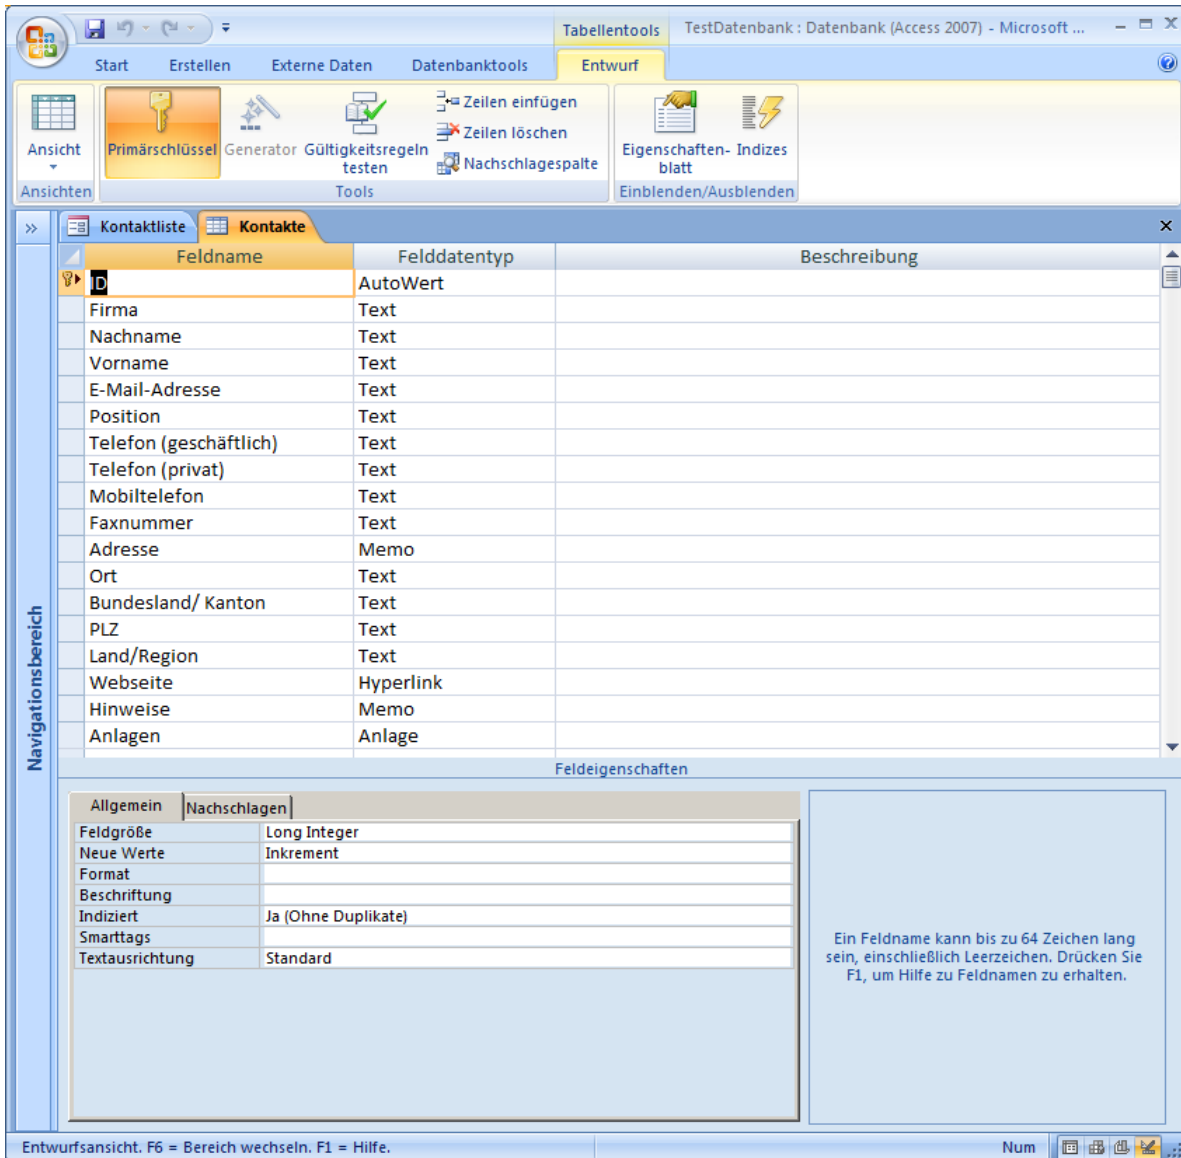 Tabellentools TestDatenbank : Datenbank (Access 2007) - Microsoft ...
Start Erstellen Externe Daten Datenbanktools Entwurf
Ansicht
Primärschlüssel
Generator
Gültigkeitsregeln
testen
Zeilen einfügen
Zeilen löschen
Nachschlagespalte
Eigenschaften-
blatt
Indizes
Ansichten Tools Einblenden/Ausblenden
» Kontaktliste Kontakte
Feldname Felddatentyp Beschreibung
ID AutoWert
Firma Text
Nachname Text
Vorname Text
E-Mail-Adresse Text
Position Text
Telefon (geschäftlich) Text
Telefon (privat) Text
Mobiltelefon Text
Faxnummer Text
Adresse Memo
Ort Text
Bundesland/ Kanton Text
PLZ Text
Land/Region Text
Webseite Hyperlink
Hinweise Memo
Anlagen Anlage
Navigationsbereich
Feldeigenschaften
Allgemein Nachschlagen
Feldgröße Long Integer
Neue Werte Inkrement
Format
Beschriftung
Indiziert Ja (Ohne Duplikate)
Smarttags
Textausrichtung Standard
Ein Feldname kann bis zu 64 Zeichen lang
sein, einschließlich Leerzeichen. Drücken Sie
F1, um Hilfe zu Feldnamen zu erhalten.
Entwurfsansicht. F6 = Bereich wechseln. F1 = Hilfe. Num